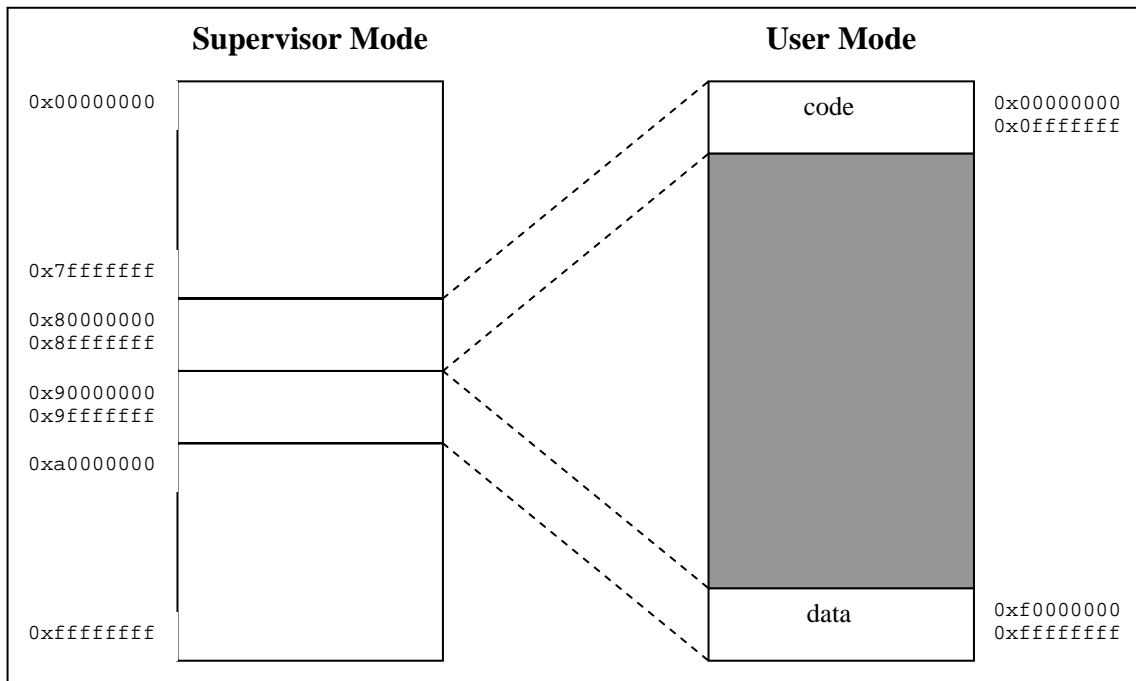 Supervisor Mode
0x00000000
0x7fffffff
0x80000000
0x8fffffff
0x90000000
0x9fffffff
0xa0000000
0xffffffff
User Mode
code
0x00000000
0x0fffffff
data
0xf0000000
0xffffffff